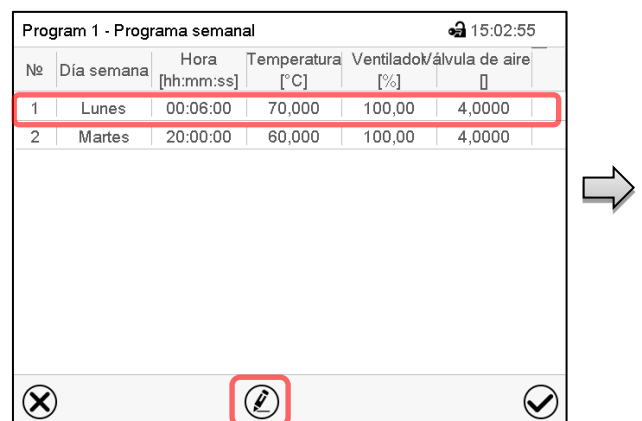 Program 1 - Programa semanal 15:02:55
Nº Día semana Hora [hh:mm:ss] Temperatura [°C] Ventilador [%] Válvula de aire []
1 Lunes 00:06:00 70,000 100,00 4,0000
2 Martes 20:00:00 60,000 100,00 4,0000